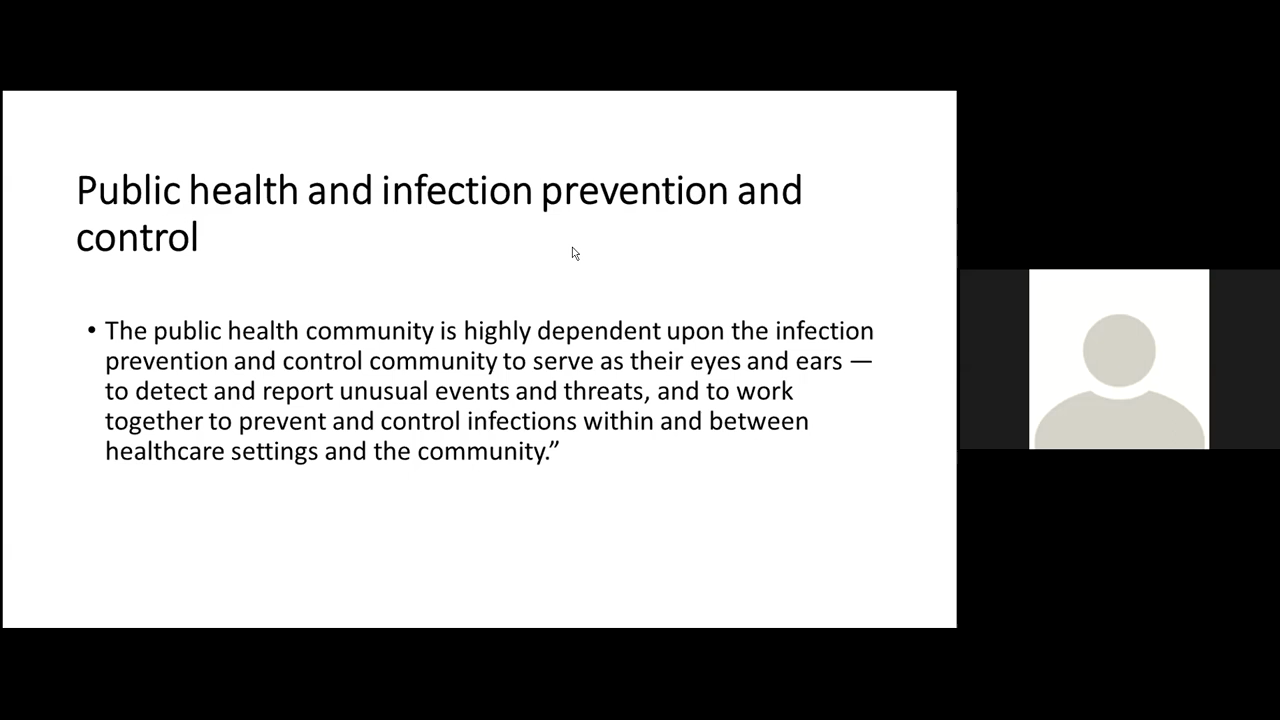 Public health and infection prevention and
control
• The public health community is highly dependent upon the infection
prevention and control community to serve as their eyes and ears —
to detect and report unusual events and threats, and to work
together to prevent and control infections within and between
healthcare settings and the community.”